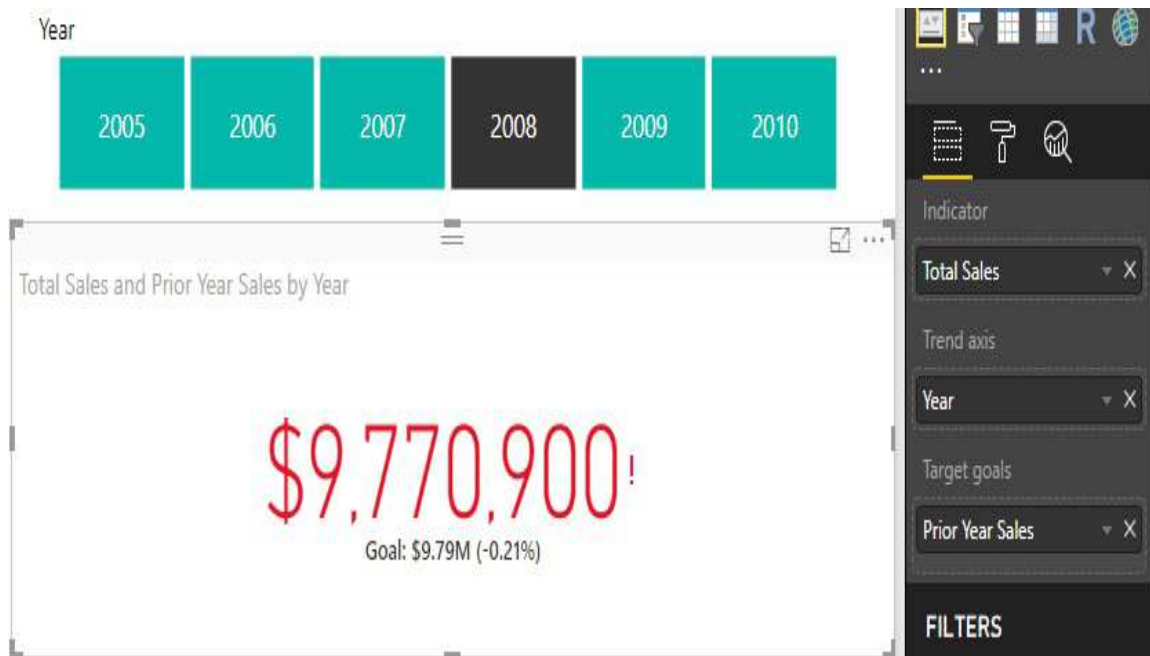 Year
2005 2006 2007 2008 2009 2010
Total Sales and Prior Year Sales by Year
$9,770,900!
Goal: $9.79M (-0.21%)
R
...
Indicator
Total Sales
Trend axis
Year
Target goals
Prior Year Sales
FILTERS